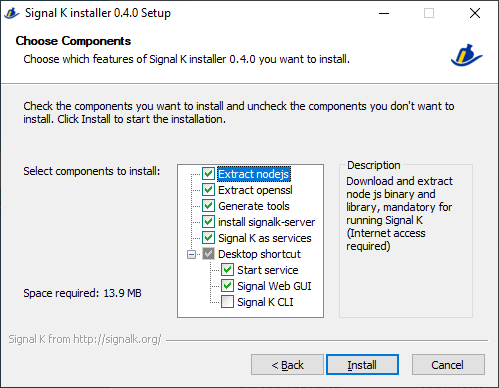 Signal K installer 0.4.0 Setup
Choose Components
Choose which features of Signal K installer 0.4.0 you want to install.
Check the components you want to install and uncheck the components you don't want to
install. Click Install to start the installation.
Select components to install:
Extract nodejs
Extract openssl
Generate tools
install signalk-server
Signal K as services
Desktop shortcut
Start service
Signal Web GUI
Signal K CLI
Space required: 13.9 MB
Description
Download and extract
node js binary and
library, mandatory for
running Signal K
(Internet access
required)
Signal K from http://signalk.org/
< Back
Install
Cancel